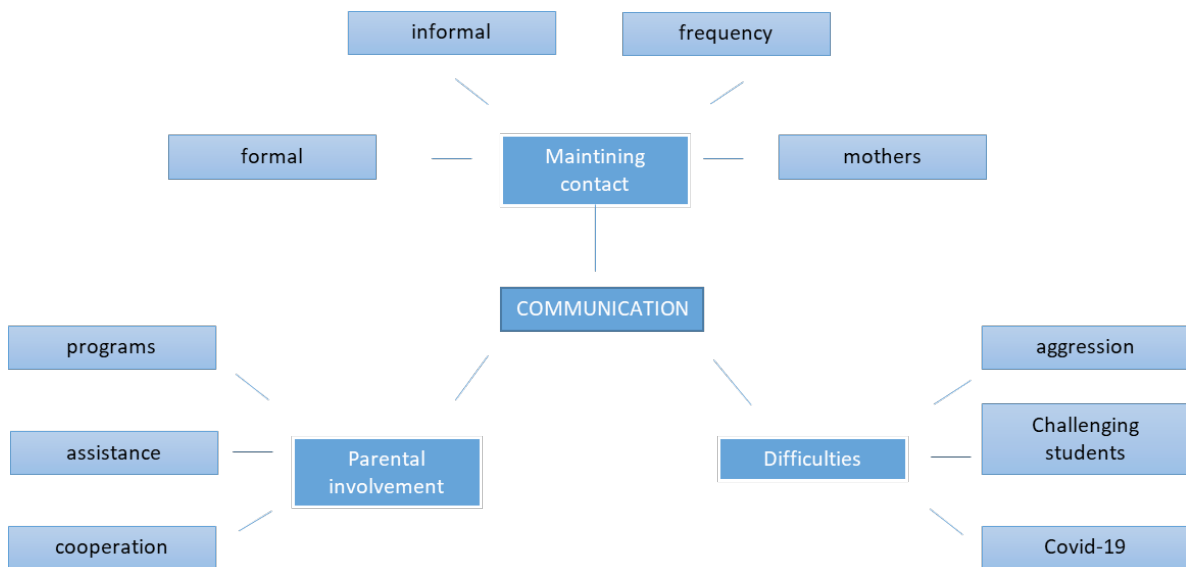 informal
frequency
formal
Maintining
contact
mothers
COMMUNICATION
programs
aggression
assistance
Parental
involvement
Difficulties
Challenging
students
cooperation
Covid-19